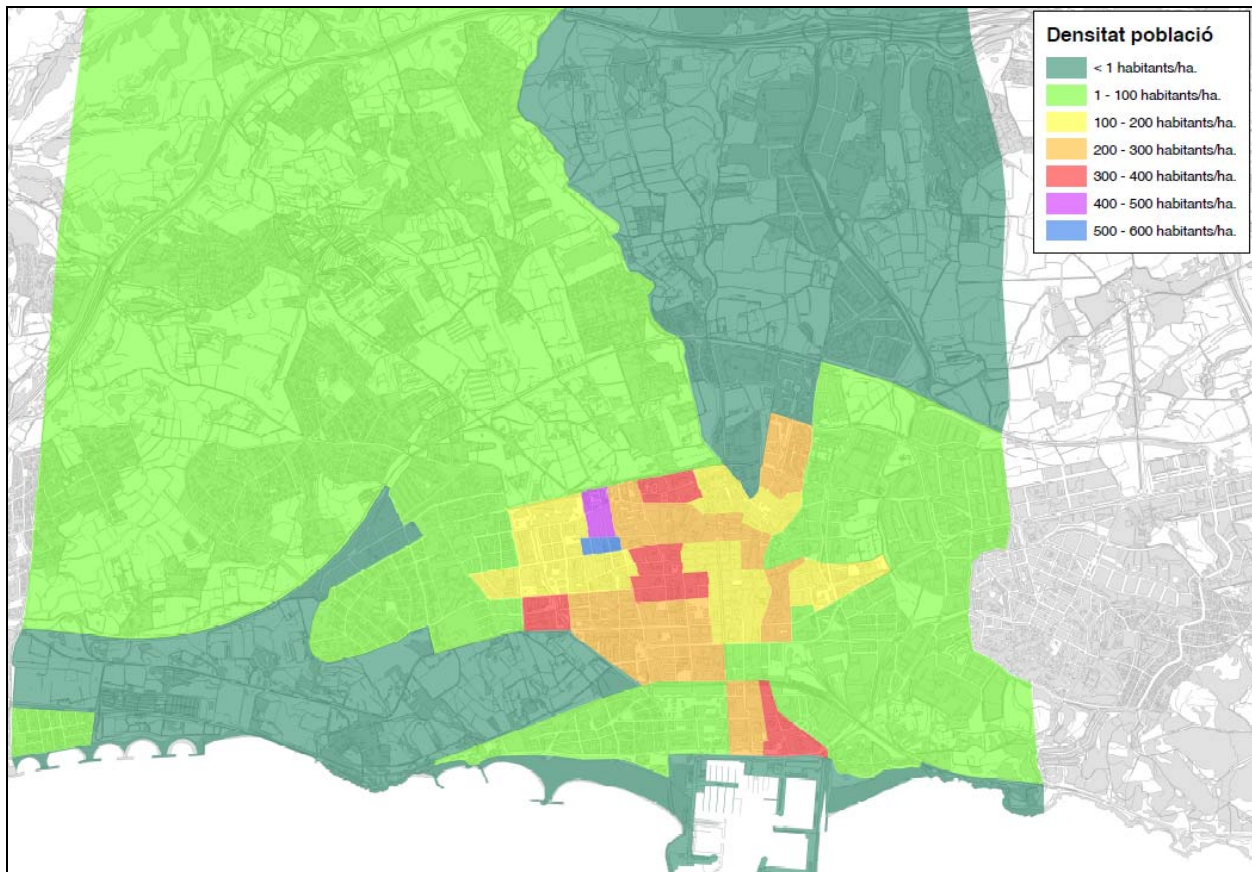 Densitat població
< 1 habitants/ha.
1 - 100 habitants/ha.
100 - 200 habitants/ha.
200 - 300 habitants/ha.
300 - 400 habitants/ha.
400 - 500 habitants/ha.
500 - 600 habitants/ha.